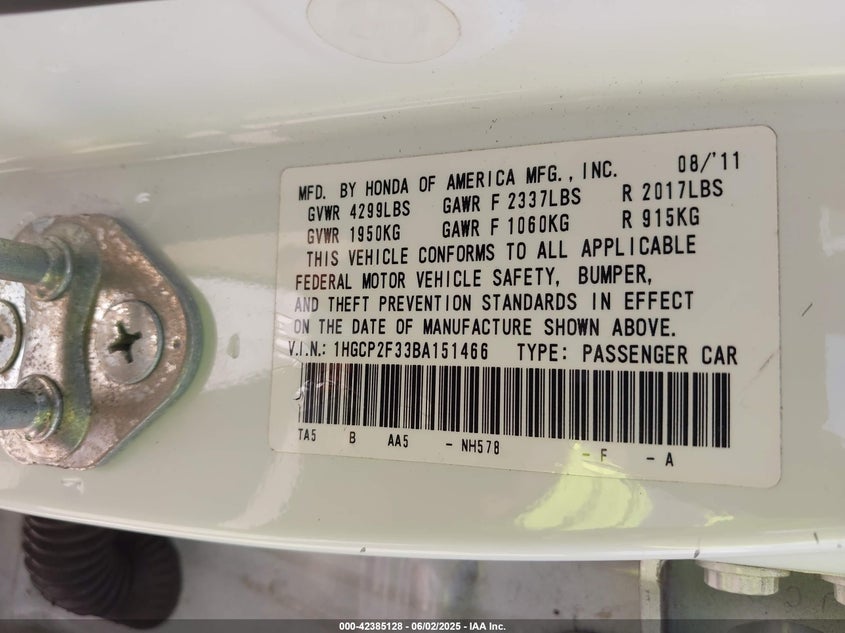 MFD. BY HONDA OF AMERICA MFG., INC. 08/'11
GVWR 4299LBS GAWR F 2337LBS R 2017LBS
GVWR 1950KG GAWR F 1060KG R 915KG
THIS VEHICLE CONFORMS TO ALL APPLICABLE
FEDERAL MOTOR VEHICLE SAFETY, BUMPER,
AND THEFT PREVENTION STANDARDS IN EFFECT
ON THE DATE OF MANUFACTURE SHOWN ABOVE.
V.I.N.: 1HGCP2F33BA151466 TYPE: PASSENGER CAR
TA5 B AA5 - NH578 - F - A
000-42385128 - 06/02/2025 - IAA Inc.